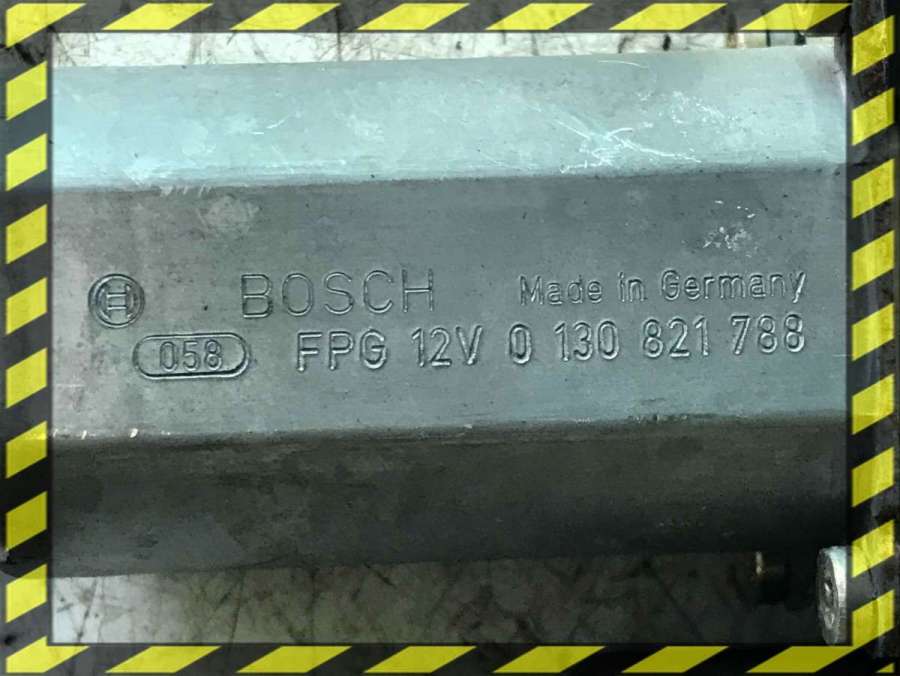 BOSCH Made in Germany
058 FPG 12V 0 130 821 788